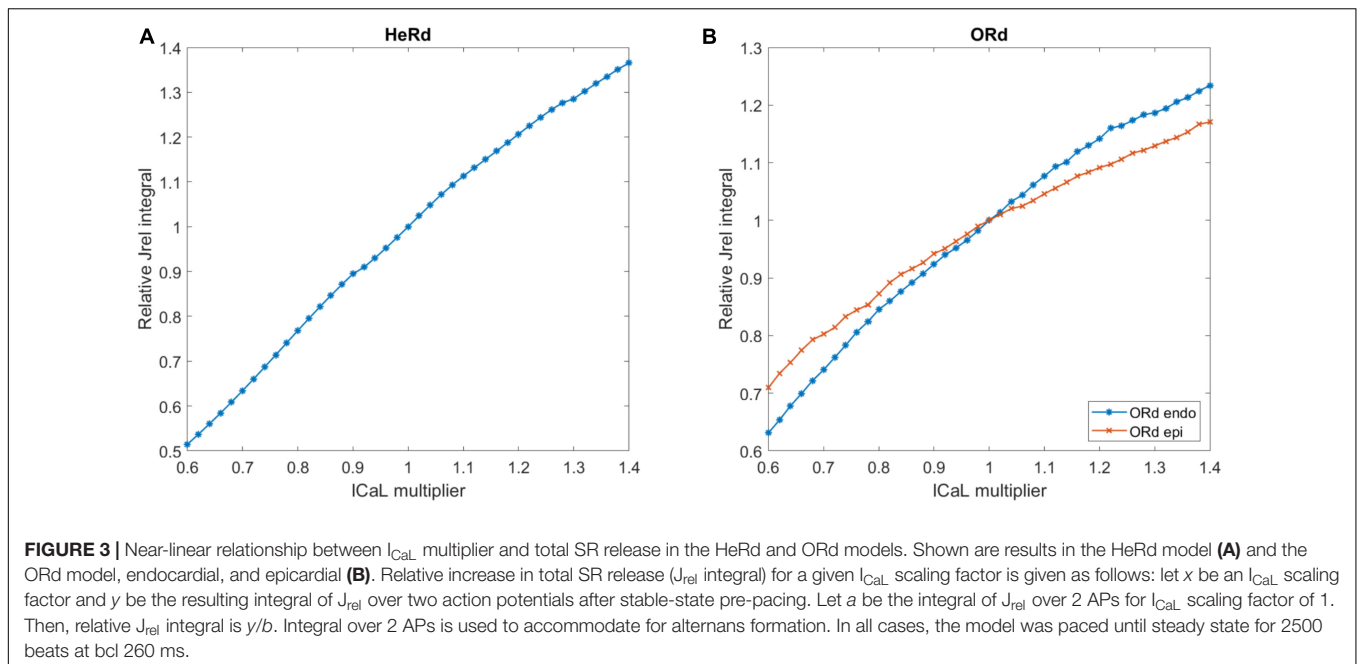 A
HeRd
1.4
1.3
1.2
1.1
1
0.9
0.8
0.7
0.6
0.5
Relative Jrel integral
0.6 0.7 0.8 0.9 1 1.1 1.2 1.3 1.4
ICaL multiplier
B
ORd
1.3
1.2
1.1
1
0.9
0.8
0.7
0.6
Relative Jrel integral
ORd endo
ORd epi
0.6 0.7 0.8 0.9 1 1.1 1.2 1.3 1.4
ICaL multiplier
FIGURE 3 | Near-linear relationship between ICaL multiplier and total SR release in the HeRd and ORd models. Shown are results in the HeRd model (A) and the
ORd model, endocardial, and epicardial (B). Relative increase in total SR release (Jrel integral) for a given ICaL scaling factor is given as follows: let x be an ICaL scaling
factor and y be the resulting integral of Jrel over two action potentials after stable-state pre-pacing. Let a be the integral of Jrel over 2 APs for ICaL scaling factor of 1.
Then, relative Jrel integral is y/b. Integral over 2 APs is used to accommodate for alternans formation. In all cases, the model was paced until steady state for 2500
beats at bcl 260 ms.